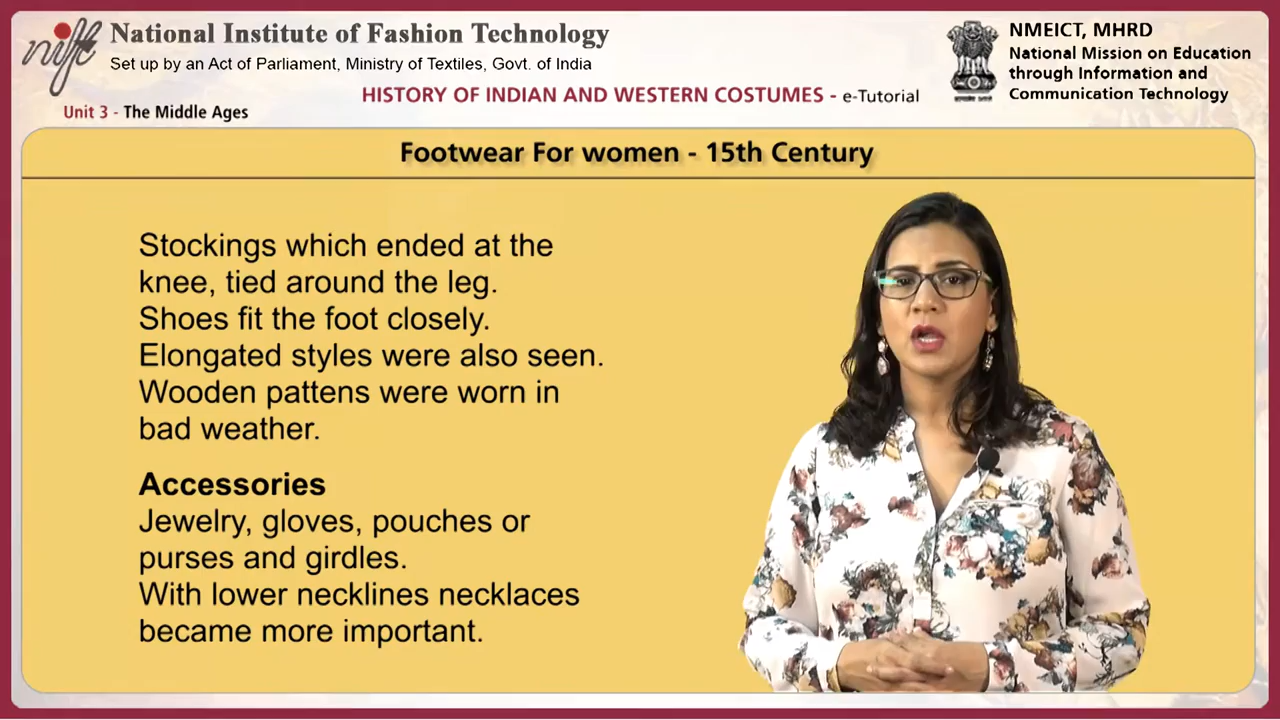 nift
National Institute of Fashion Technology
Set up by an Act of Parliament, Ministry of Textiles, Govt. of India
NMEICT, MHRD
National Mission on Education
through Information and
Communication Technology
HISTORY OF INDIAN AND WESTERN COSTUMES - e-Tutorial
Unit 3 - The Middle Ages
Footwear For women - 15th Century
Stockings which ended at the
knee, tied around the leg.
Shoes fit the foot closely.
Elongated styles were also seen.
Wooden pattens were worn in
bad weather.
Accessories
Jewelry, gloves, pouches or
purses and girdles.
With lower necklines necklaces
became more important.